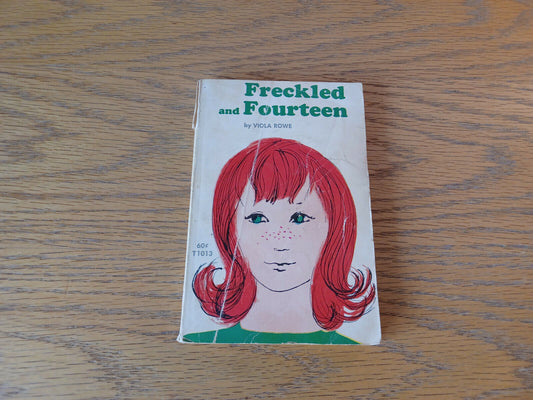 Freckled
and Fourteen
by VIOLA ROWE
60¢
T1013